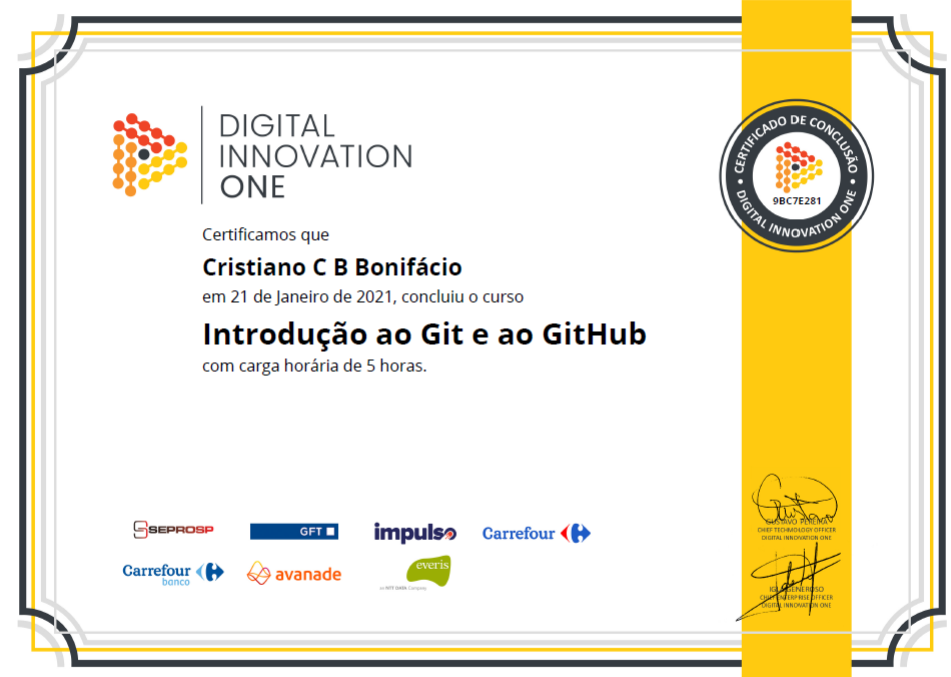 DIGITAL
INNOVATION
ONE
CERTIFICADO DE CONCLUSÃO
9BC7E281
DIGITAL INNOVATION ONE
Certificamos que
Cristiano C B Bonifácio
em 21 de Janeiro de 2021, concluiu o curso
Introdução ao Git e ao GitHub
com carga horária de 5 horas.
SEPROSP
GFT
impulso
Carrefour
Carrefour
banco
avanade
everis
an NTT DATA Company
GUSTAVO PEREIRA
CHIEF TECHNOLOGY OFFICER
DIGITAL INNOVATION ONE
GENEROSO
CHIEF ENTERPRISE OFFICER
DIGITAL INNOVATION ONE